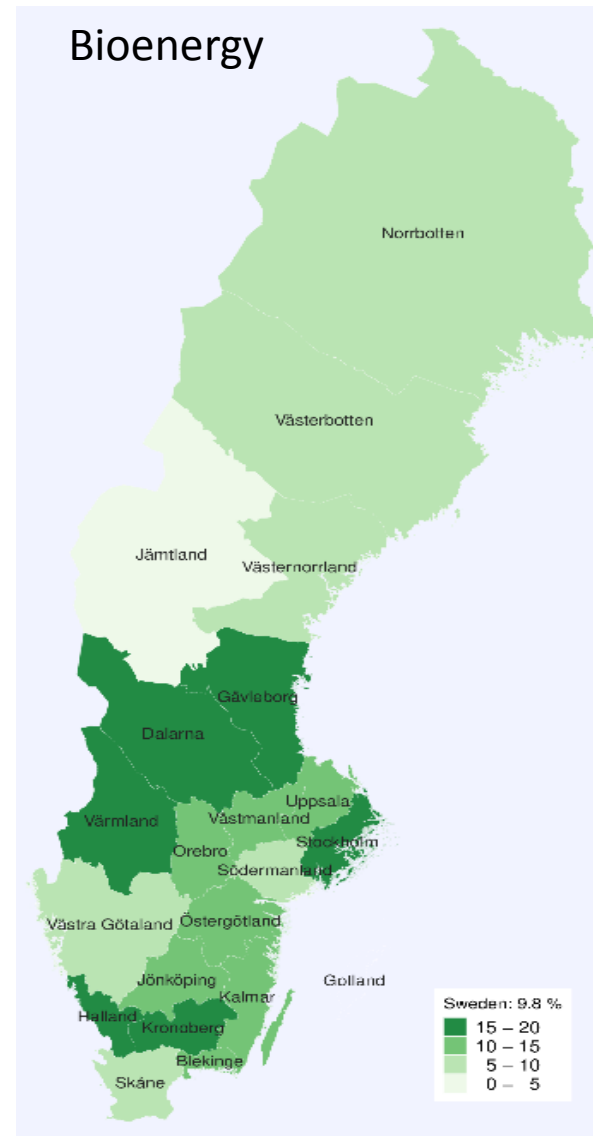 Bioenergy
Norrbotten
Västerbotten
Jämtland
Västernorrland
Gävleborg
Dalarna
Uppsala
Värmland
Västmanland
Stockholm
Orebro
Södermanland
Västra Götaland
Östergötland
Jönköping
Gotland
Kalmar
Halland
Kronoberg
Blekinge
Skåne
Sweden: 9.8 %
15 – 20
10 – 15
5 – 10
0 – 5